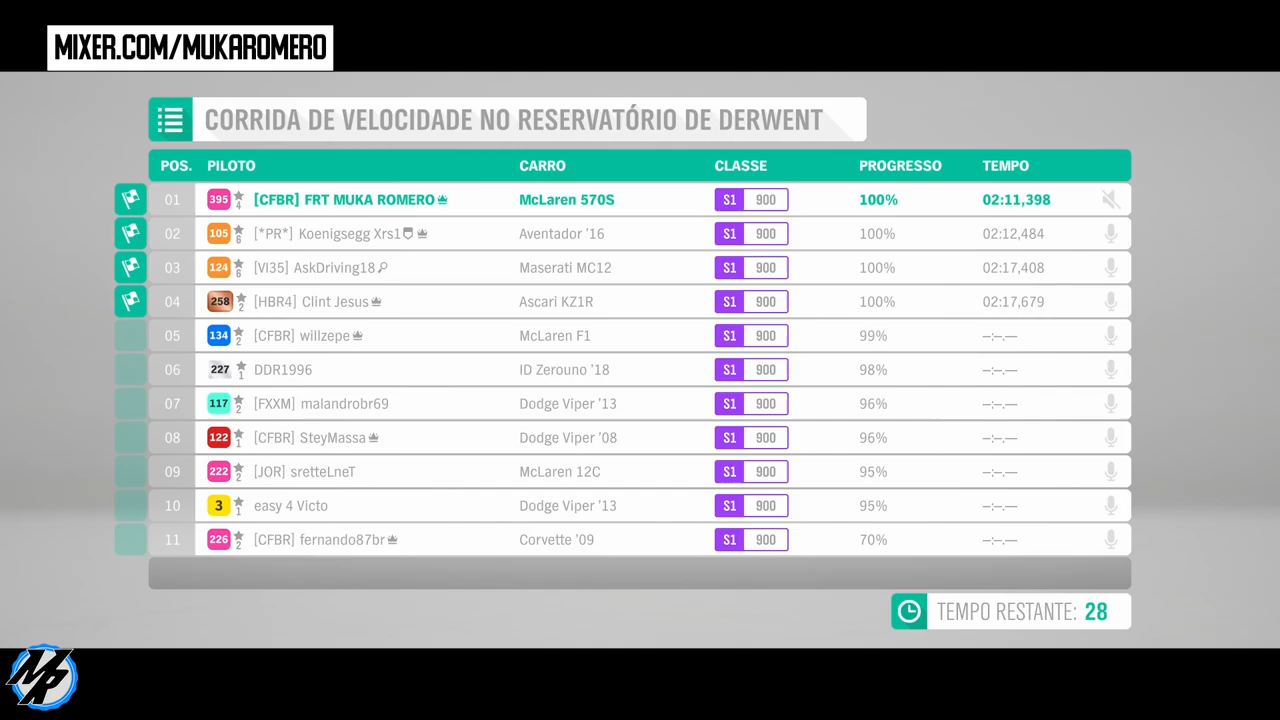 MIXER.COM/MUKAROMERO
CORRIDA DE VELOCIDADE NO RESERVATÓRIO DE DERWENT
POS. PILOTO CARRO CLASSE PROGRESSO TEMPO
01 395 4 [CFBR] FRT MUKA ROMERO McLaren 570S S1 900 100% 02:11,398
02 105 6 [*PR*] Koenigsegg Xrs1 Aventador '16 S1 900 100% 02:12,484
03 124 6 [VI35] AskDriving18 Maserati MC12 S1 900 100% 02:17,408
04 258 2 [HBR4] Clint Jesus Ascari KZ1R S1 900 100% 02:17,679
05 134 2 [CFBR] willzepe McLaren F1 S1 900 99% --:--.---
06 227 1 DDR1996 ID Zerouno '18 S1 900 98% --:--.---
07 117 2 [FXXM] malandrobr69 Dodge Viper '13 S1 900 96% --:--.---
08 122 1 [CFBR] SteyMassa Dodge Viper '08 S1 900 96% --:--.---
09 222 2 [JOR] sretteLneT McLaren 12C S1 900 95% --:--.---
10 3 1 easy 4 Victo Dodge Viper '13 S1 900 95% --:--.---
11 226 2 [CFBR] fernando87br Corvette '09 S1 900 70% --:--.---
TEMPO RESTANTE: 28
MR